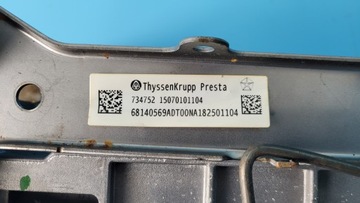 ThyssenKrupp Presta
734752 15070101104
68140569ADT00NA182501104